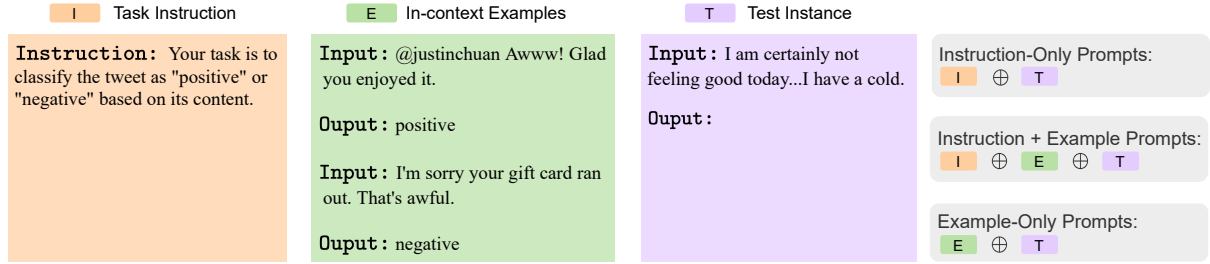 I Task Instruction
Instruction: Your task is to
classify the tweet as "positive" or
"negative" based on its content.
E In-context Examples
Input: @justinchuan Awww! Glad
you enjoyed it.
Ouput: positive
Input: I'm sorry your gift card ran
out. That's awful.
Ouput: negative
T Test Instance
Input: I am certainly not
feeling good today...I have a cold.
Ouput:
Instruction-Only Prompts:
I ⊕ T
Instruction + Example Prompts:
I ⊕ E ⊕ T
Example-Only Prompts:
E ⊕ T